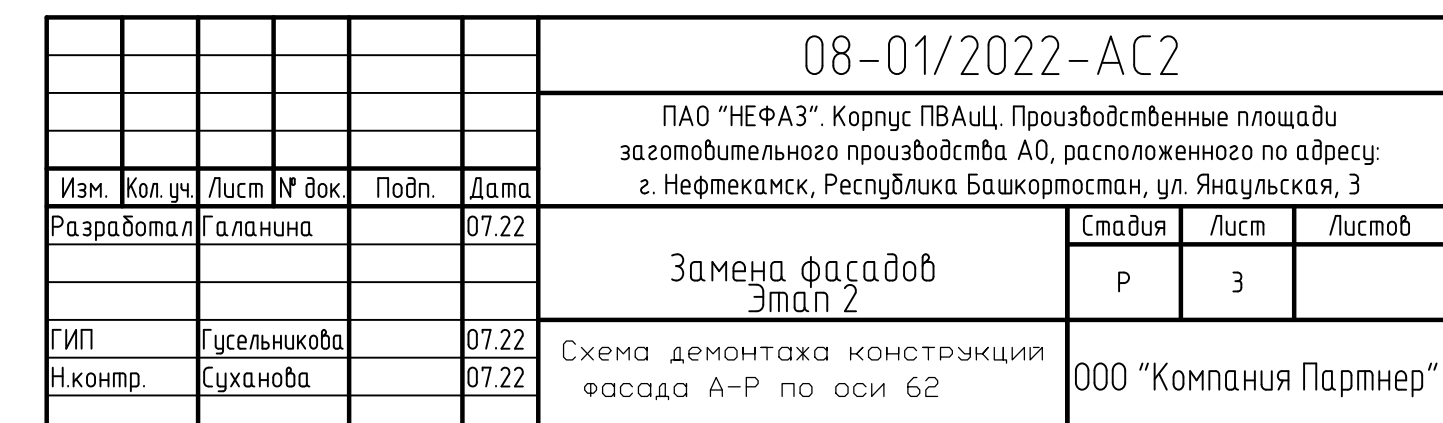 08-01/2022-АС2
ПАО "НЕФАЗ". Корпус ПВАиЦ. Производственные площади
заготовительного производства АО, расположенного по адресу:
г. Нефтекамск, Республика Башкортостан, ул. Янаульская, 3
Изм. Кол. уч. Лист № док. Подп. Дата
Разработал Галанина 07.22
Стадия Лист Листов
Замена фасадов
Этап 2
Р 3
ГИП Гусельникова 07.22
Н.контр. Суханова 07.22
Схема демонтажа конструкций
фасада А-Р по оси 62
ООО "Компания Партнер"